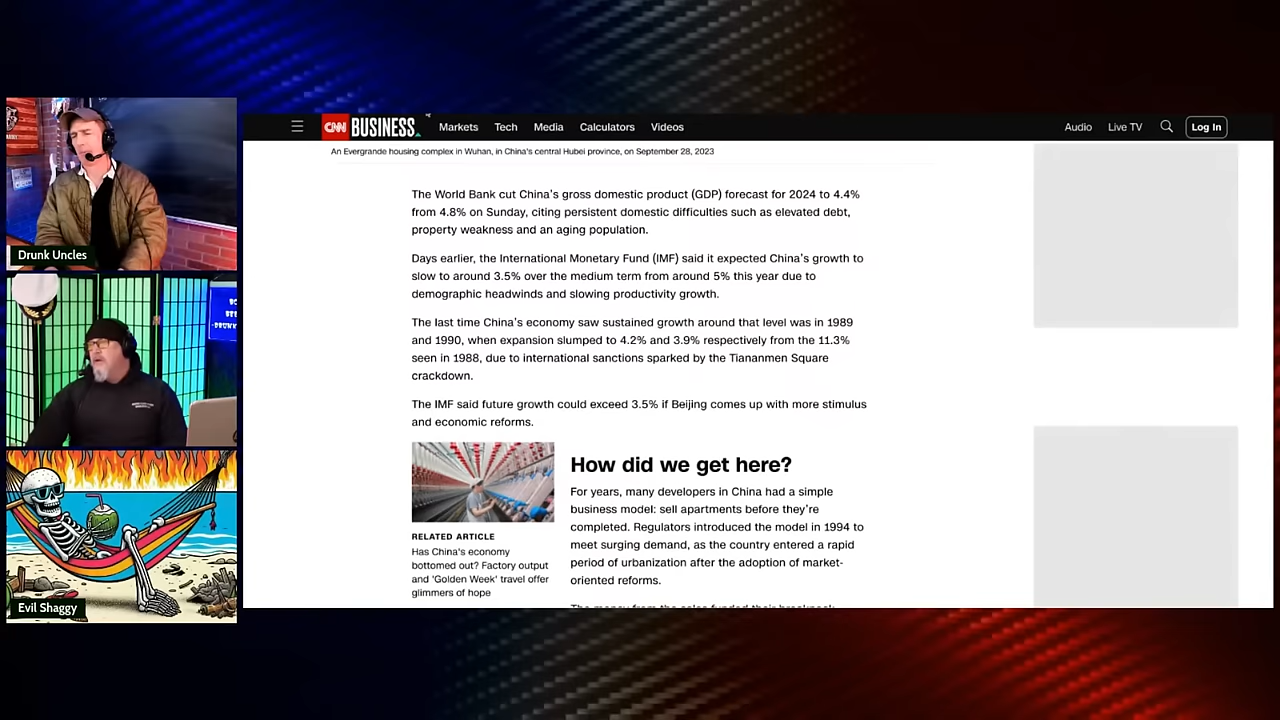 CNN BUSINESS
Markets
Tech
Media
Calculators
Videos
Audio
Live TV
Log In
An Evergrande housing complex in Wuhan, in China's central Hubei province, on September 28, 2023
The World Bank cut China's gross domestic product (GDP) forecast for 2024 to 4.4%
from 4.8% on Sunday, citing persistent domestic difficulties such as elevated debt,
property weakness and an aging population.
Days earlier, the International Monetary Fund (IMF) said it expected China's growth to
slow to around 3.5% over the medium term from around 5% this year due to
demographic headwinds and slowing productivity growth.
The last time China's economy saw sustained growth around that level was in 1989
and 1990, when expansion slumped to 4.2% and 3.9% respectively from the 11.3%
seen in 1988, due to international sanctions sparked by the Tiananmen Square
crackdown.
The IMF said future growth could exceed 3.5% if Beijing comes up with more stimulus
and economic reforms.
RELATED ARTICLE
Has China's economy
bottomed out? Factory output
and 'Golden Week' travel offer
glimmers of hope
How did we get here?
For years, many developers in China had a simple
business model: sell apartments before they're
completed. Regulators introduced the model in 1994 to
meet surging demand, as the country entered a rapid
period of urbanization after the adoption of market-
oriented reforms.
Drunk Uncles
Evil Shaggy